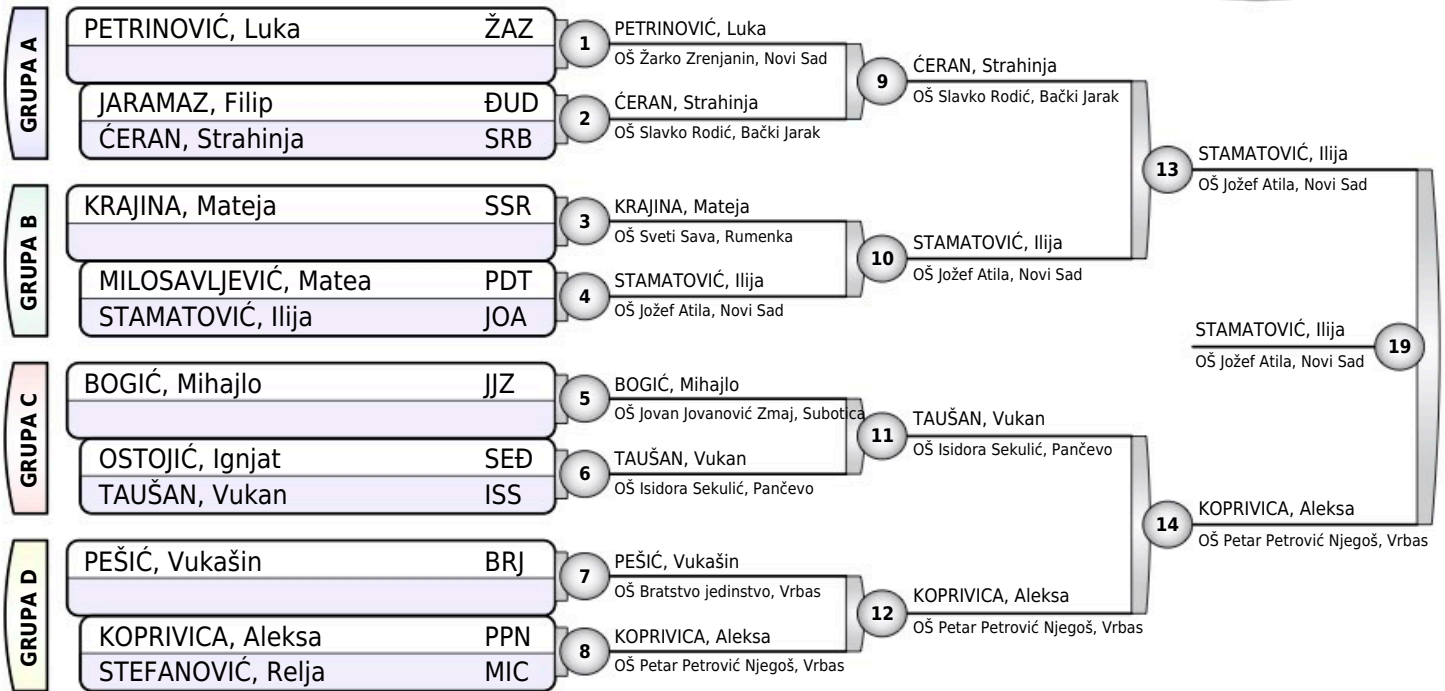 GRUPA A
PETRINOVIĆ, Luka ŽAZ
JARAMAZ, Filip ĐUD
ĆERAN, Strahinja SRB
GRUPA B
KRAJINA, Mateja SSR
MILOSAVLJEVIĆ, Matea PDT
STAMATOVIĆ, Ilija JOA
GRUPA C
BOGIĆ, Mihajlo JJZ
OSTOJIĆ, Ignjat SEĐ
TAUŠAN, Vukan ISS
GRUPA D
PEŠIĆ, Vukašin BRJ
KOPRIVICA, Aleksa PPN
STEFANOVIĆ, Relja MIC
1
PETRINOVIĆ, Luka
OŠ Žarko Zrenjanin, Novi Sad
2
ĆERAN, Strahinja
OŠ Slavko Rodić, Bački Jarak
3
KRAJINA, Mateja
OŠ Sveti Sava, Rumenka
4
STAMATOVIĆ, Ilija
OŠ Jožef Atila, Novi Sad
5
BOGIĆ, Mihajlo
OŠ Jovan Jovanović Zmaj, Subotica
6
TAUŠAN, Vukan
OŠ Isidora Sekulić, Pančevo
7
PEŠIĆ, Vukašin
OŠ Bratstvo jedinstvo, Vrbas
8
KOPRIVICA, Aleksa
OŠ Petar Petrović Njegoš, Vrbas
9
ĆERAN, Strahinja
OŠ Slavko Rodić, Bački Jarak
10
STAMATOVIĆ, Ilija
OŠ Jožef Atila, Novi Sad
11
TAUŠAN, Vukan
OŠ Isidora Sekulić, Pančevo
12
KOPRIVICA, Aleksa
OŠ Petar Petrović Njegoš, Vrbas
13
STAMATOVIĆ, Ilija
OŠ Jožef Atila, Novi Sad
14
KOPRIVICA, Aleksa
OŠ Petar Petrović Njegoš, Vrbas
STAMATOVIĆ, Ilija
OŠ Jožef Atila, Novi Sad
19